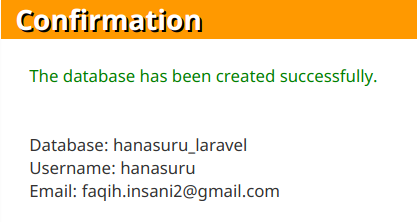 Confirmation
The database has been created successfully.
Database: hanasuru_laravel
Username: hanasuru
Email: faqih.insani2@gmail.com